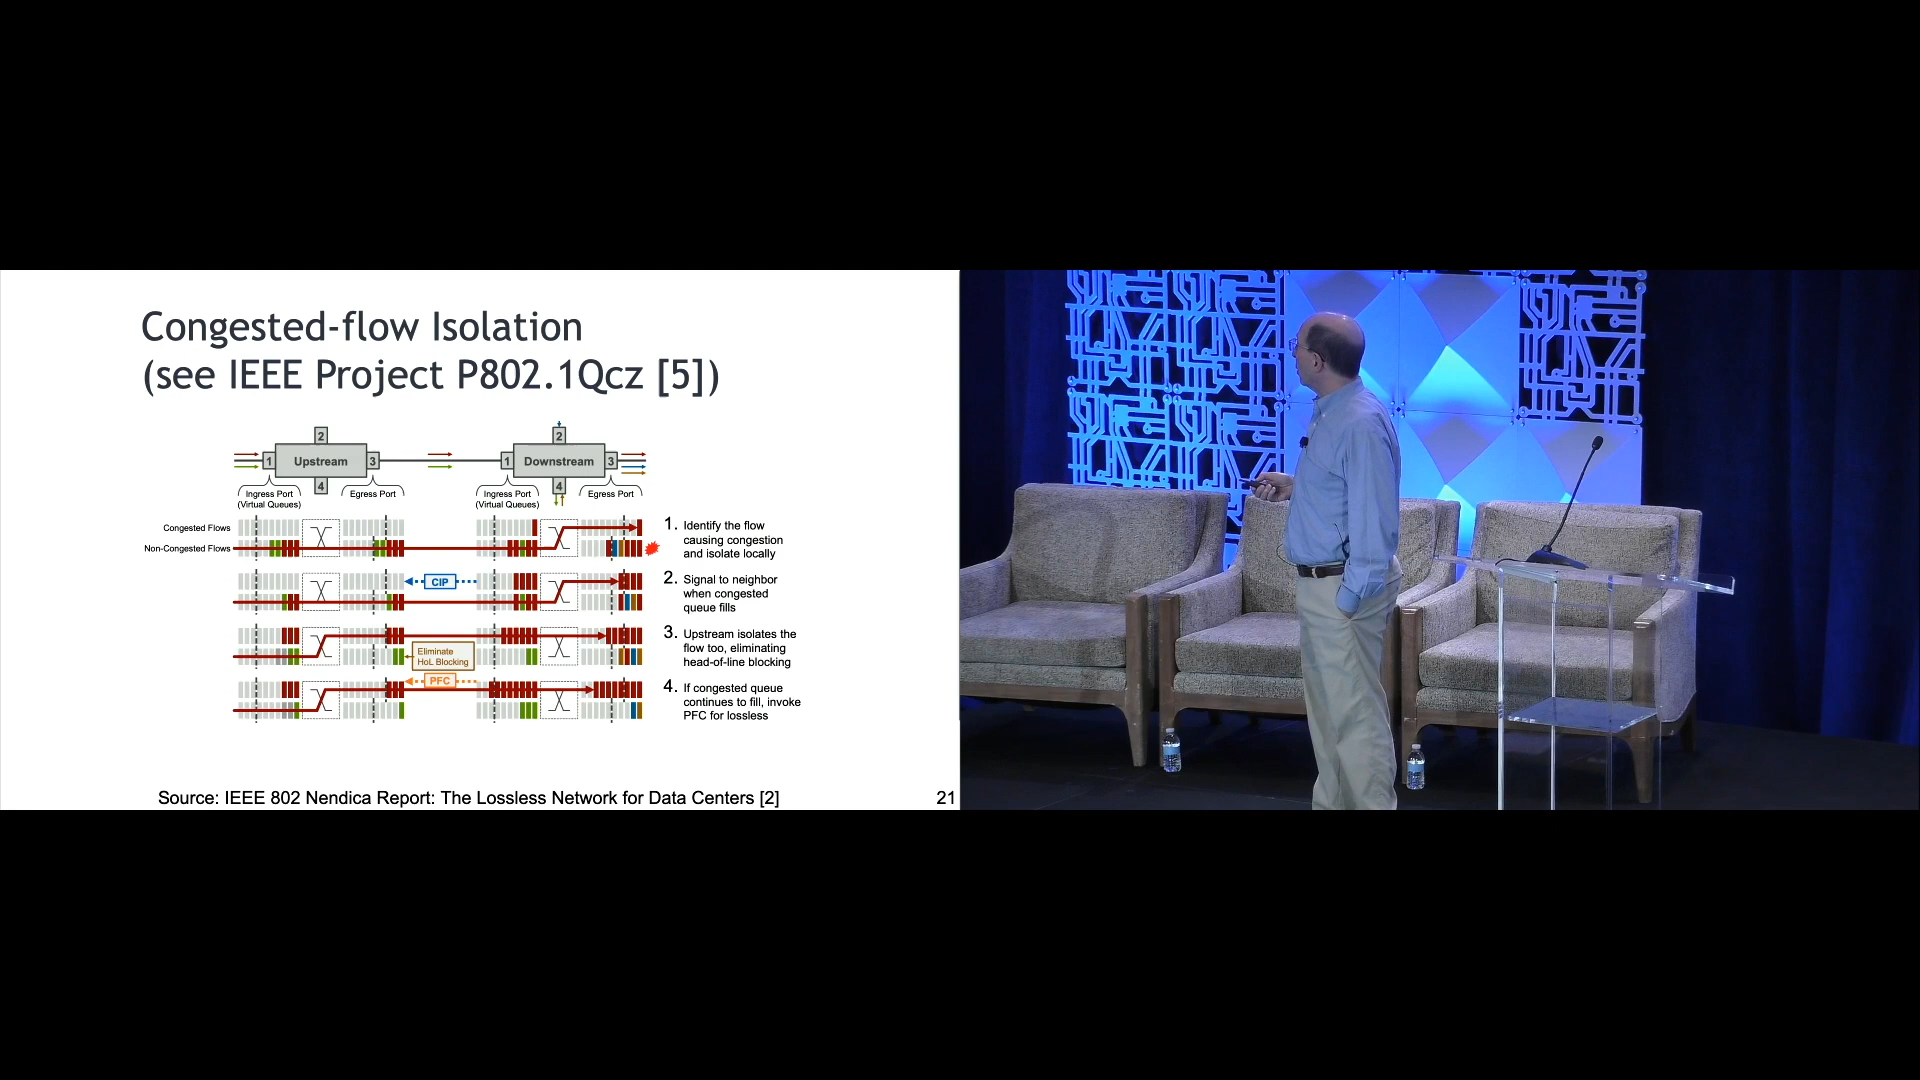 Congested-flow Isolation
(see IEEE Project P802.1Qcz [5])
2
2
1
Upstream
3
1
Downstream
3
4
4
Ingress Port
(Virtual Queues)
Egress Port
Ingress Port
(Virtual Queues)
Egress Port
Congested Flows
Non-Congested Flows
1. Identify the flow
causing congestion
and isolate locally
CIP
2. Signal to neighbor
when congested
queue fills
Eliminate
HoL Blocking
3. Upstream isolates the
flow too, eliminating
head-of-line blocking
PFC
4. If congested queue
continues to fill, invoke
PFC for lossless
Source: IEEE 802 Nendica Report: The Lossless Network for Data Centers [2]
21